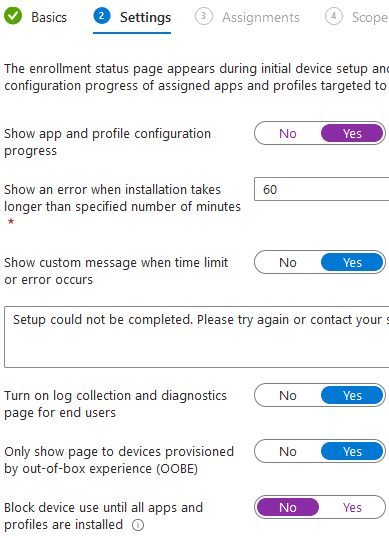 Basics 2 Settings 3 Assignments 4 Scope
The enrollment status page appears during initial device setup and
configuration progress of assigned apps and profiles targeted to
Show app and profile configuration
progress
No Yes
Show an error when installation takes
longer than specified number of minutes
*
60
Show custom message when time limit
or error occurs
No Yes
Setup could not be completed. Please try again or contact your s
Turn on log collection and diagnostics
page for end users
No Yes
Only show page to devices provisioned
by out-of-box experience (OOBE)
No Yes
Block device use until all apps and
profiles are installed
No Yes